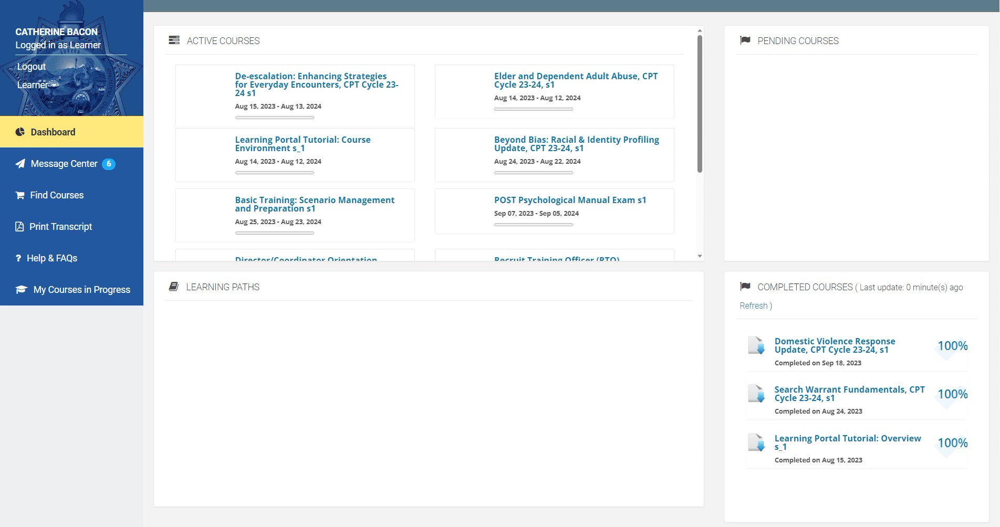 CATHERINE BACON
Logged in as Learner
EUREKA
Logout
Learner
Dashboard
Message Center 6
Find Courses
Print Transcript
? Help & FAQs
My Courses in Progress
ACTIVE COURSES
De-escalation: Enhancing Strategies
for Everyday Encounters, CPT Cycle 23-
24 s1
Aug 15, 2023 - Aug 13, 2024
Elder and Dependent Adult Abuse, CPT
Cycle 23-24, s1
Aug 14, 2023 - Aug 12, 2024
Learning Portal Tutorial: Course
Environment s_1
Aug 14, 2023 - Aug 12, 2024
Beyond Bias: Racial & Identity Profiling
Update, CPT 23-24, s1
Aug 24, 2023 - Aug 22, 2024
Basic Training: Scenario Management
and Preparation s1
Aug 25, 2023 - Aug 23, 2024
POST Psychological Manual Exam s1
Sep 07, 2023 - Sep 05, 2024
Director/Coordinator Orientation
Recruit Training Officer (RTO)
PENDING COURSES
LEARNING PATHS
COMPLETED COURSES ( Last update: 0 minute(s) ago
Refresh )
Domestic Violence Response
Update, CPT Cycle 23-24, s1
Completed on Sep 18, 2023
100%
Search Warrant Fundamentals, CPT
Cycle 23-24, s1
Completed on Aug 24, 2023
100%
Learning Portal Tutorial: Overview
s_1
Completed on Aug 15, 2023
100%